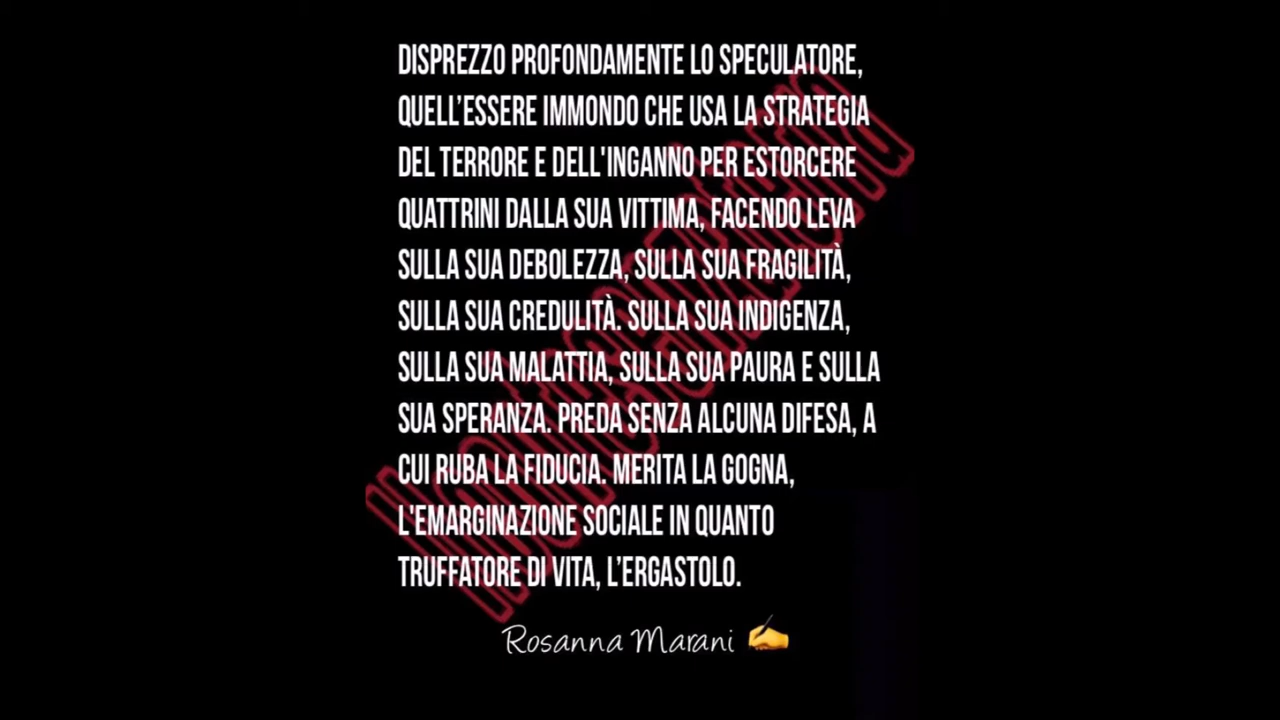 DISPREZZO PROFONDAMENTE LO SPECULATORE,
QUELL’ESSERE IMMONDO CHE USA LA STRATEGIA
DEL TERRORE E DELL'INGANNO PER ESTORCERE
QUATTRINI DALLA SUA VITTIMA, FACENDO LEVA
SULLA SUA DEBOLEZZA, SULLA SUA FRAGILITÀ,
SULLA SUA CREDULITÀ. SULLA SUA INDIGENZA,
SULLA SUA MALATTIA, SULLA SUA PAURA E SULLA
SUA SPERANZA. PREDA SENZA ALCUNA DIFESA, A
CUI RUBA LA FIDUCIA. MERITA LA GOGNA,
L'EMARGINAZIONE SOCIALE IN QUANTO
TRUFFATORE DI VITA, L’ERGASTOLO.
Rosanna Marani ✍